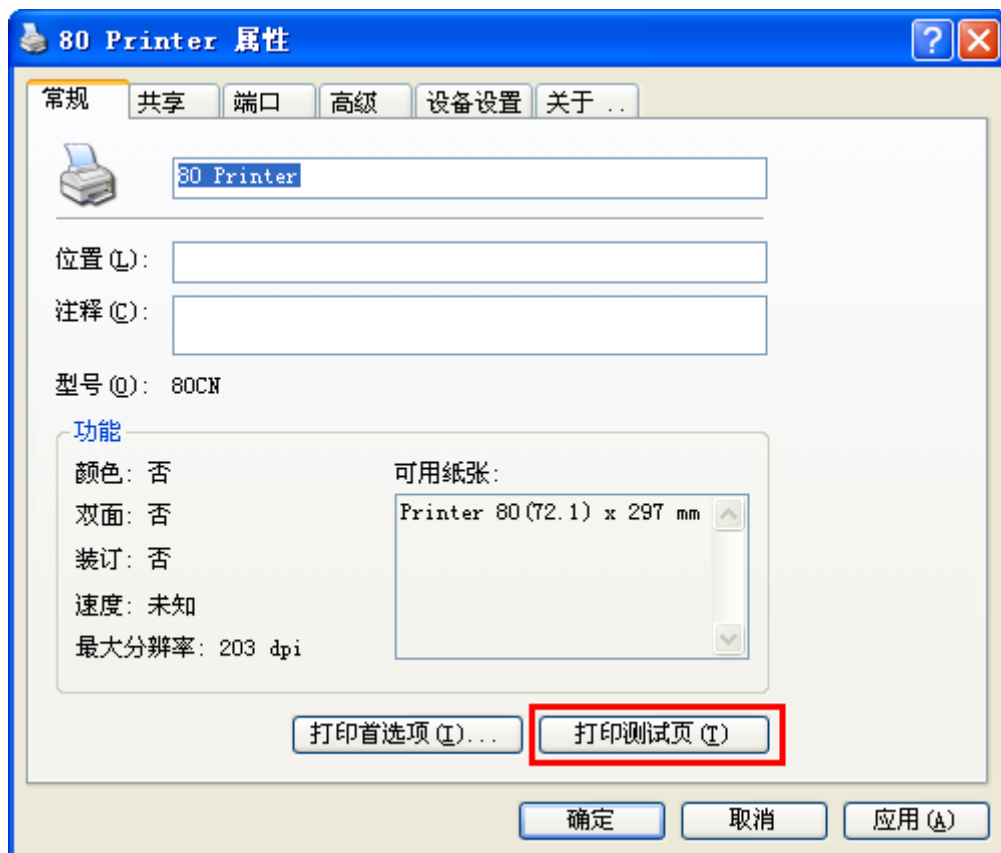 80 Printer 属性
常规 共享 端口 高级 设备设置 关于 ..
80 Printer
位置(L):
注释(C):
型号(O): 80CN
功能
颜色: 否
双面: 否
装订: 否
速度: 未知
最大分辨率: 203 dpi
可用纸张:
Printer 80(72.1) x 297 mm
打印首选项(I)... 打印测试页(T)
确定 取消 应用(A)